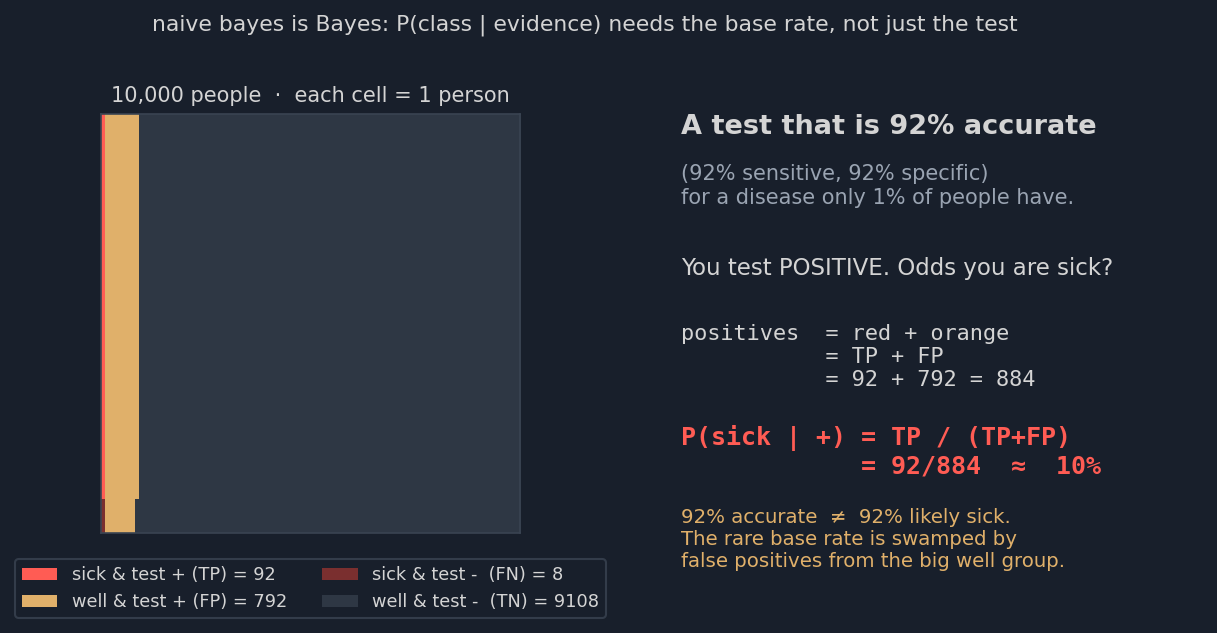 naive bayes is Bayes: P(class | evidence) needs the base rate, not just the test
10,000 people  ·  each cell = 1 person
A test that is 92% accurate
(92% sensitive, 92% specific)
for a disease only 1% of people have.
You test POSITIVE. Odds you are sick?
positives  = red + orange
= TP + FP
= 92 + 792 = 884
P(sick | +) = TP / (TP+FP)
= 92/884  ≈  10%
92% accurate  ≠  92% likely sick.
The rare base rate is swamped by
false positives from the big well group.
sick & test + (TP) = 92
well & test + (FP) = 792
sick & test -  (FN) = 8
well & test -  (TN) = 9108